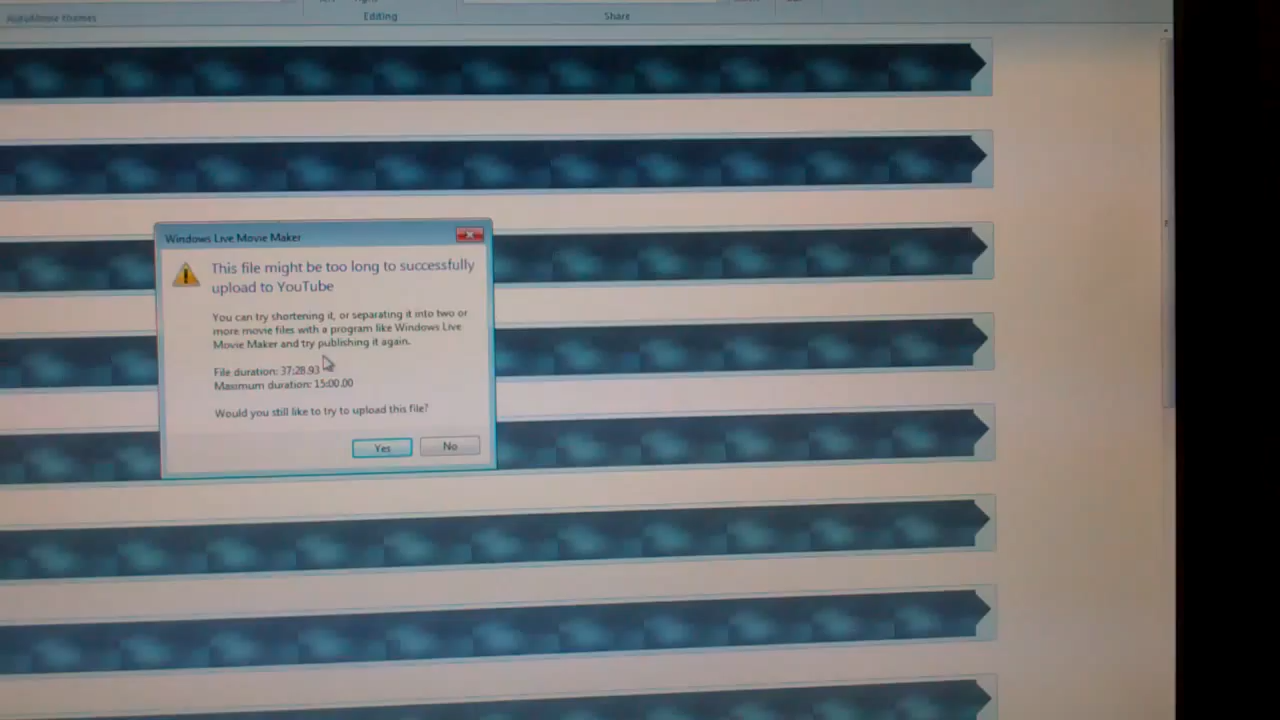 AutoMovie themes
Editing
Share
Windows Live Movie Maker
This file might be too long to successfully
upload to YouTube
You can try shortening it, or separating it into two or
more movie files with a program like Windows Live
Movie Maker and try publishing it again.
File duration: 37:28.93
Maximum duration: 15:00.00
Would you still like to try to upload this file?
Yes
No